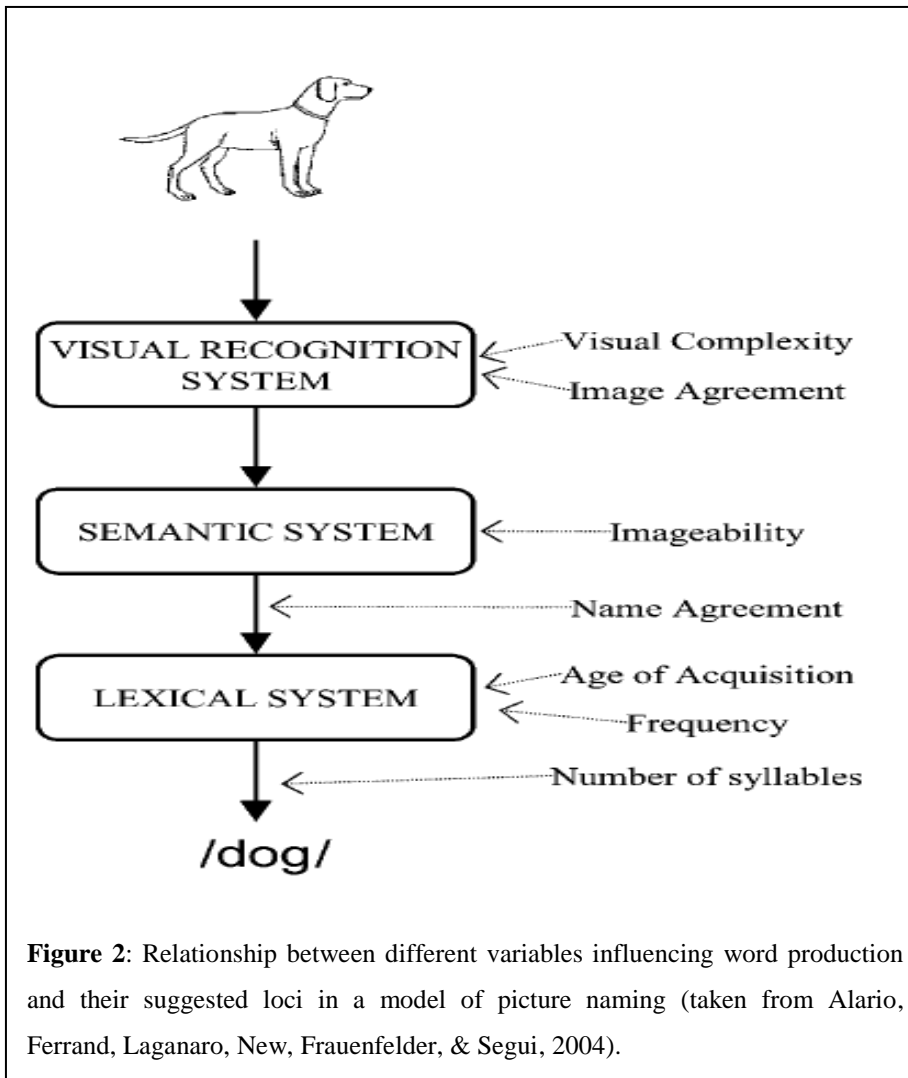 VISUAL RECOGNITION
SYSTEM
Visual Complexity
Image Agreement
SEMANTIC SYSTEM
Imageability
Name Agreement
LEXICAL SYSTEM
Age of Acquisition
Frequency
Number of syllables
/dog/
Figure 2: Relationship between different variables influencing word production
and their suggested loci in a model of picture naming (taken from Alario,
Ferrand, Laganaro, New, Frauenfelder, & Segui, 2004).